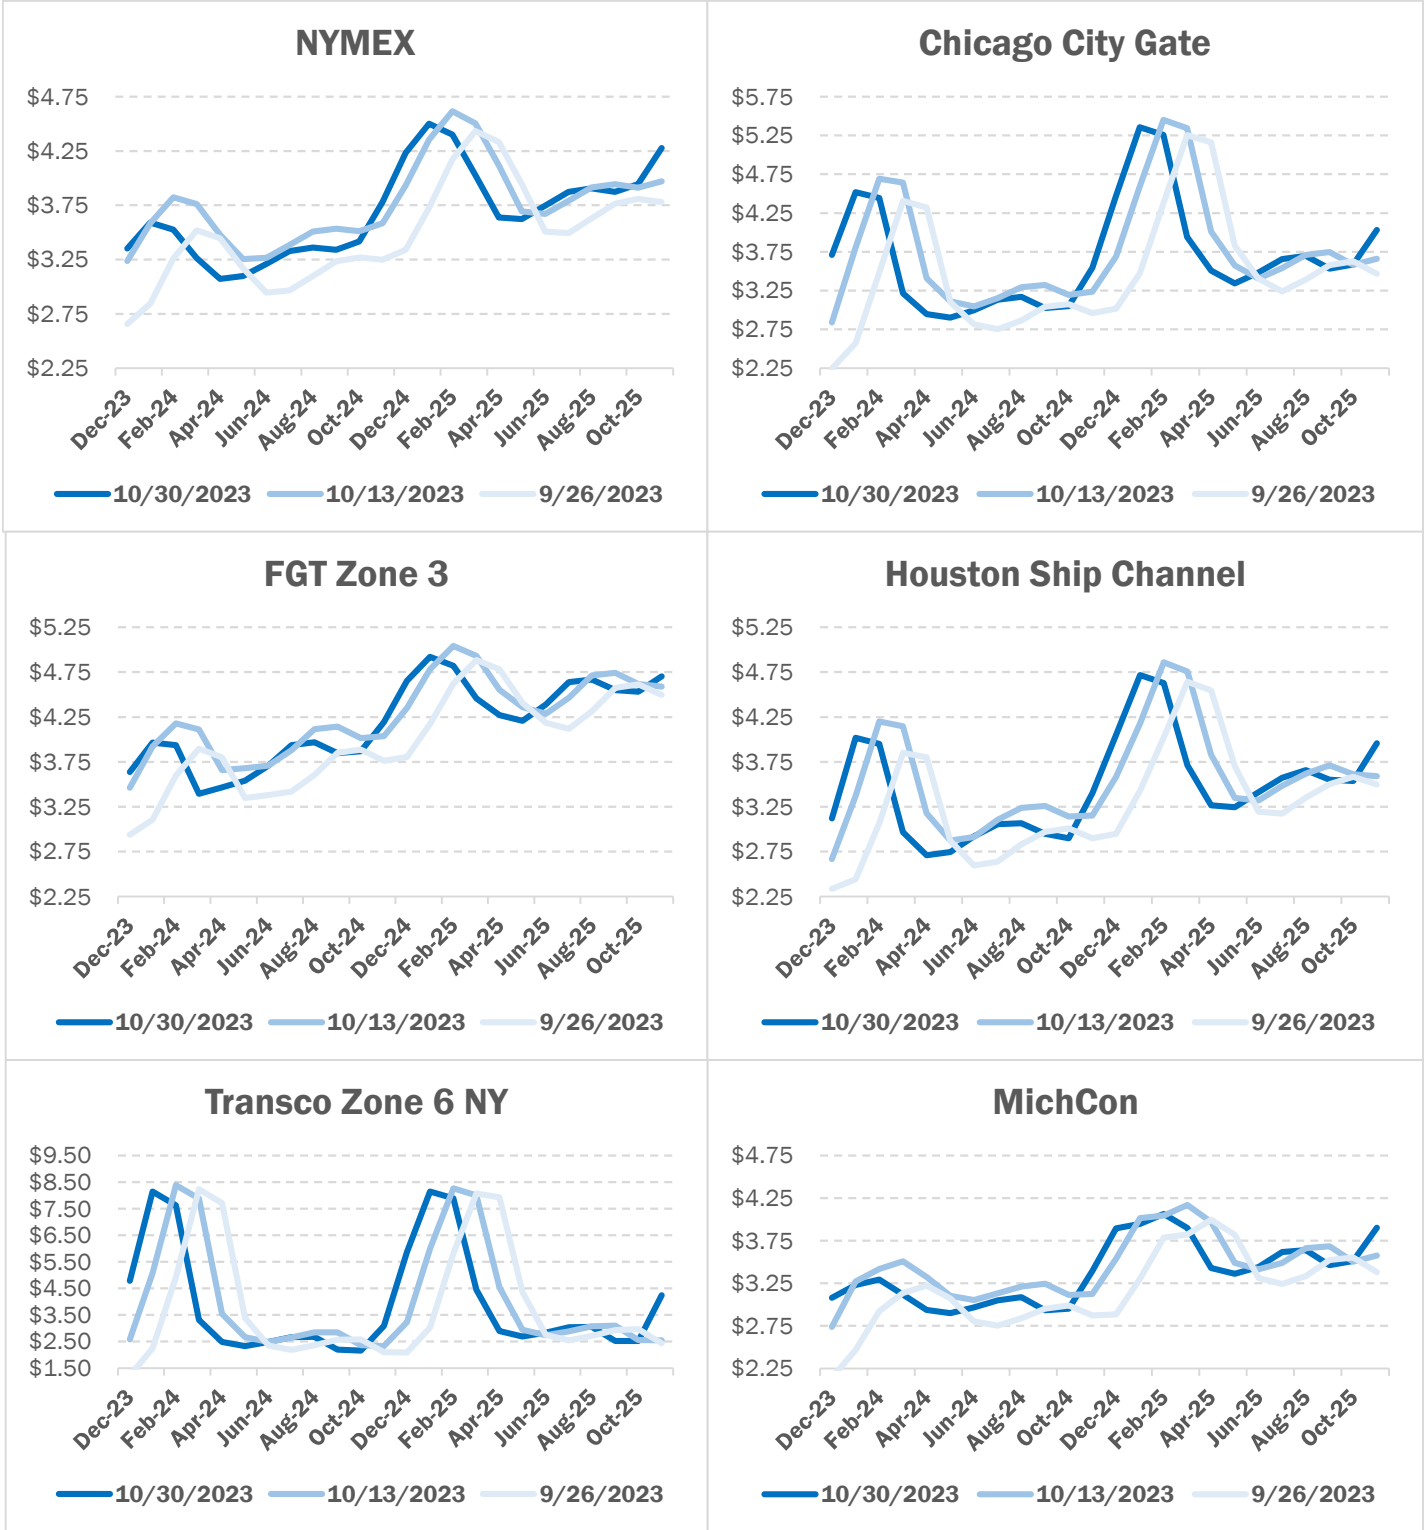 NYMEX
$4.75
$4.25
$3.75
$3.25
$2.75
$2.25
Dec-23 Feb-24 Apr-24 Jun-24 Aug-24 Oct-24 Dec-24 Feb-25 Apr-25 Jun-25 Aug-25 Oct-25
10/30/2023 10/13/2023 9/26/2023
Chicago City Gate
$5.75
$5.25
$4.75
$4.25
$3.75
$3.25
$2.75
$2.25
Dec-23 Feb-24 Apr-24 Jun-24 Aug-24 Oct-24 Dec-24 Feb-25 Apr-25 Jun-25 Aug-25 Oct-25
10/30/2023 10/13/2023 9/26/2023
FGT Zone 3
$5.25
$4.75
$4.25
$3.75
$3.25
$2.75
$2.25
Dec-23 Feb-24 Apr-24 Jun-24 Aug-24 Oct-24 Dec-24 Feb-25 Apr-25 Jun-25 Aug-25 Oct-25
10/30/2023 10/13/2023 9/26/2023
Houston Ship Channel
$5.25
$4.75
$4.25
$3.75
$3.25
$2.75
$2.25
Dec-23 Feb-24 Apr-24 Jun-24 Aug-24 Oct-24 Dec-24 Feb-25 Apr-25 Jun-25 Aug-25 Oct-25
10/30/2023 10/13/2023 9/26/2023
Transco Zone 6 NY
$9.50
$8.50
$7.50
$6.50
$5.50
$4.50
$3.50
$2.50
$1.50
Dec-23 Feb-24 Apr-24 Jun-24 Aug-24 Oct-24 Dec-24 Feb-25 Apr-25 Jun-25 Aug-25 Oct-25
10/30/2023 10/13/2023 9/26/2023
MichCon
$4.75
$4.25
$3.75
$3.25
$2.75
$2.25
Dec-23 Feb-24 Apr-24 Jun-24 Aug-24 Oct-24 Dec-24 Feb-25 Apr-25 Jun-25 Aug-25 Oct-25
10/30/2023 10/13/2023 9/26/2023